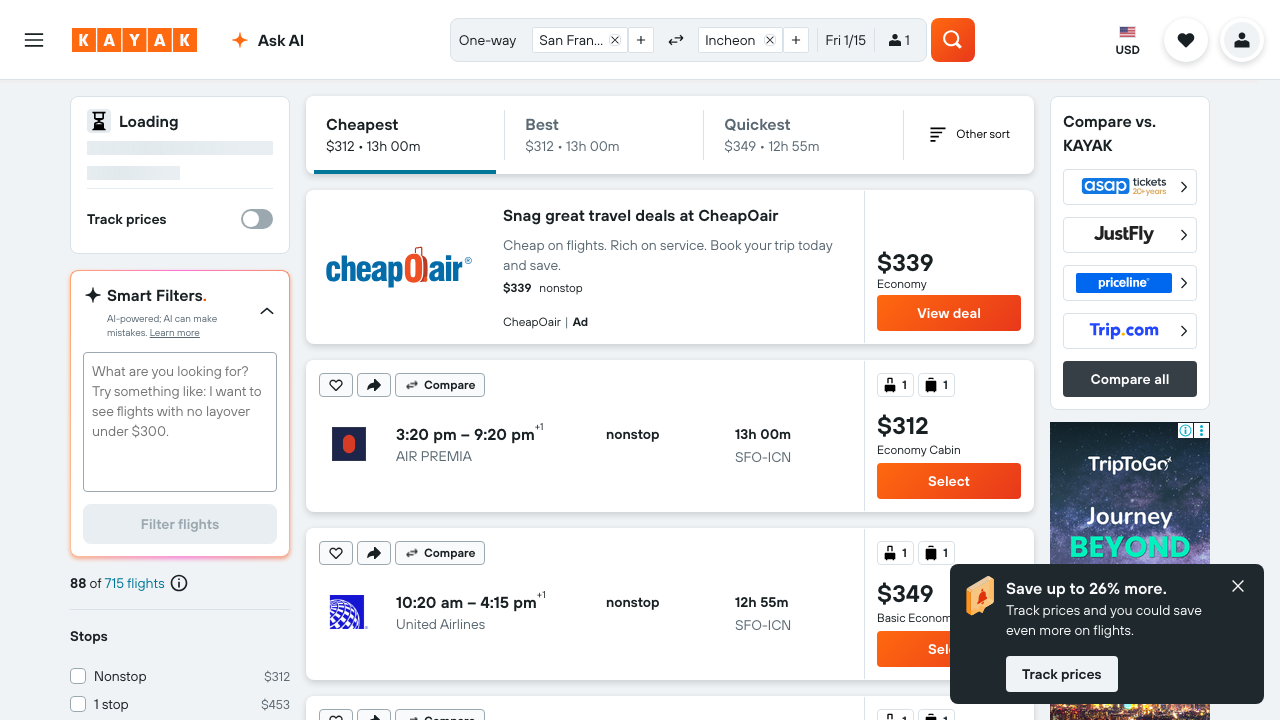 KAYAK
Ask AI
One-way
San Fran...
Incheon
Fri 1/15
1
USD
Loading
Track prices
Smart Filters.
AI-powered; AI can make
mistakes. Learn more
What are you looking for?
Try something like: I want to
see flights with no layover
under $300.
Filter flights
88 of 715 flights
Stops
Nonstop $312
1 stop $453
Cheapest
$312 • 13h 00m
Best
$312 • 13h 00m
Quickest
$349 • 12h 55m
Other sort
cheapOair®
Snag great travel deals at CheapOair
Cheap on flights. Rich on service. Book your trip today
and save.
$339 nonstop
CheapOair | Ad
$339
Economy
View deal
Compare
3:20 pm – 9:20 pm+1
AIR PREMIA
nonstop
13h 00m
SFO-ICN
1 1
$312
Economy Cabin
Select
Compare
10:20 am – 4:15 pm+1
United Airlines
nonstop
12h 55m
SFO-ICN
1 1
$349
Basic Econom
Sel
Compare
1 1
Compare vs.
KAYAK
asap tickets
20+ years
JustFly
priceline
Trip.com
Compare all
TripToGo
Journey
BEYOND
Save up to 26% more.
Track prices and you could save
even more on flights.
Track prices